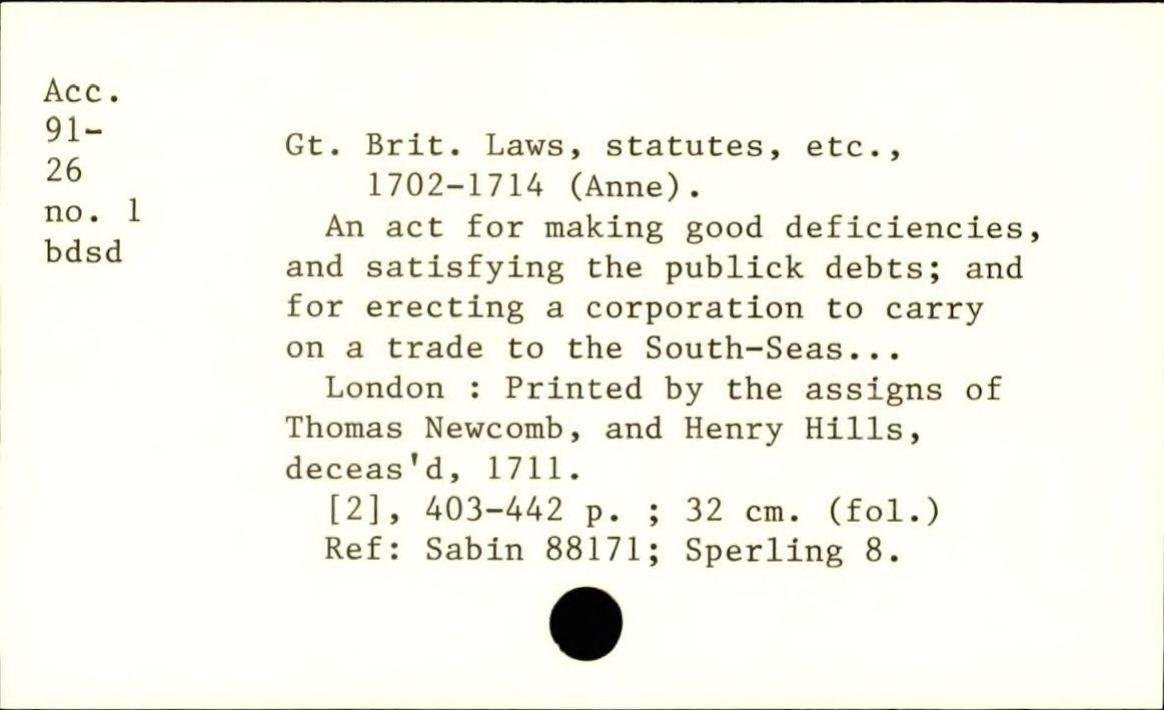 Acc.
91-
26
no. 1
bdsd
Gt. Brit. Laws, statutes, etc.,
1702-1714 (Anne).
An act for making good deficiencies,
and satisfying the publick debts; and
for erecting a corporation to carry
on a trade to the South-Seas...
London : Printed by the assigns of
Thomas Newcomb, and Henry Hills,
deceas'd, 1711.
[2], 403-442 p. ; 32 cm. (fol.)
Ref: Sabin 88171; Sperling 8.